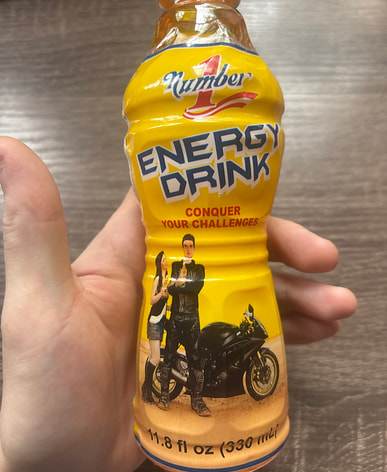 Number
1
ENERGY
DRINK
CONQUER
YOUR CHALLENGES
11.8 fl oz (330 mL)